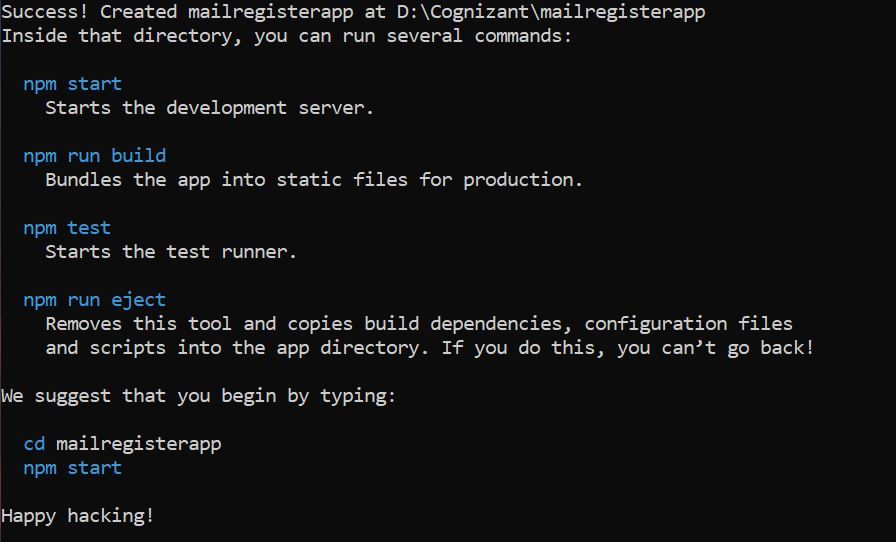 Success! Created mailregisterapp at D:\Cognizant\mailregisterapp
Inside that directory, you can run several commands:
npm start
Starts the development server.
npm run build
Bundles the app into static files for production.
npm test
Starts the test runner.
npm run eject
Removes this tool and copies build dependencies, configuration files
and scripts into the app directory. If you do this, you can’t go back!
We suggest that you begin by typing:
cd mailregisterapp
npm start
Happy hacking!